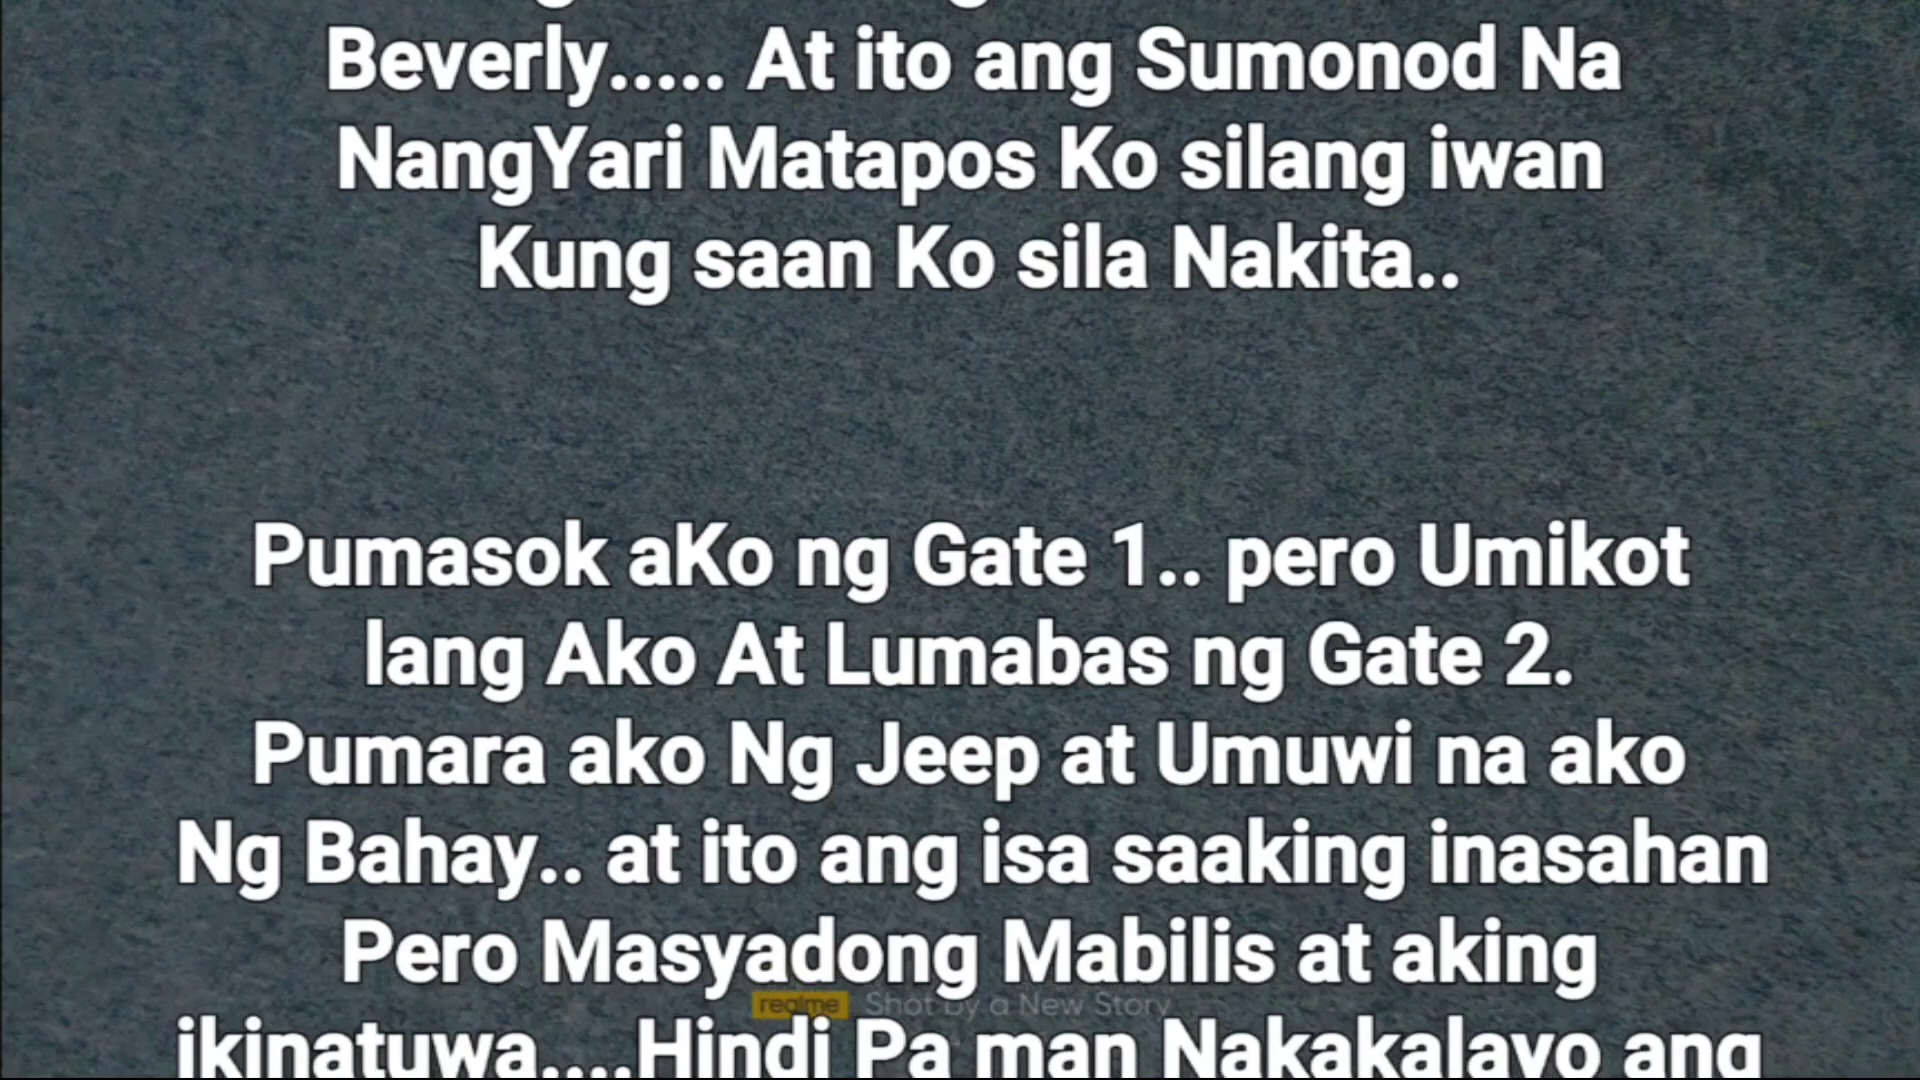 Beverly..... At ito ang Sumonod Na
NangYari Matapos Ko silang iwan
Kung saan Ko sila Nakita..
Pumasok aKo ng Gate 1.. pero Umikot
lang Ako At Lumabas ng Gate 2.
Pumara ako Ng Jeep at Umuwi na ako
Ng Bahay.. at ito ang isa saaking inasahan
Pero Masyadong Mabilis at aking
realme Shot by a New Story
ikinatuwa....Hindi Pa man Nakakalayo ang